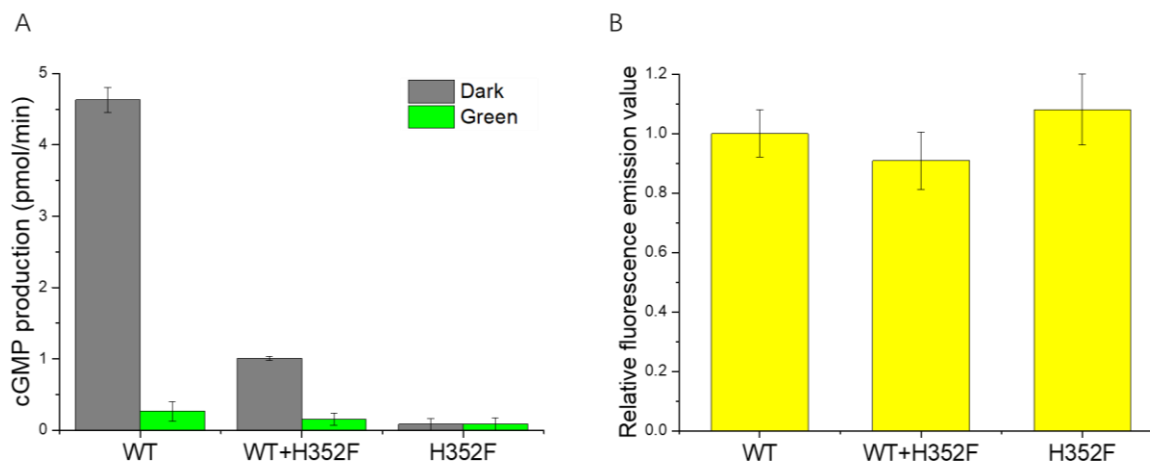 A
cGMP production (pmol/min)
5
4
3
2
1
0
Dark
Green
WT
WT+H352F
H352F
B
Relative fluorescence emission value
1.2
1.0
0.8
0.6
0.4
0.2
0.0
WT
WT+H352F
H352F